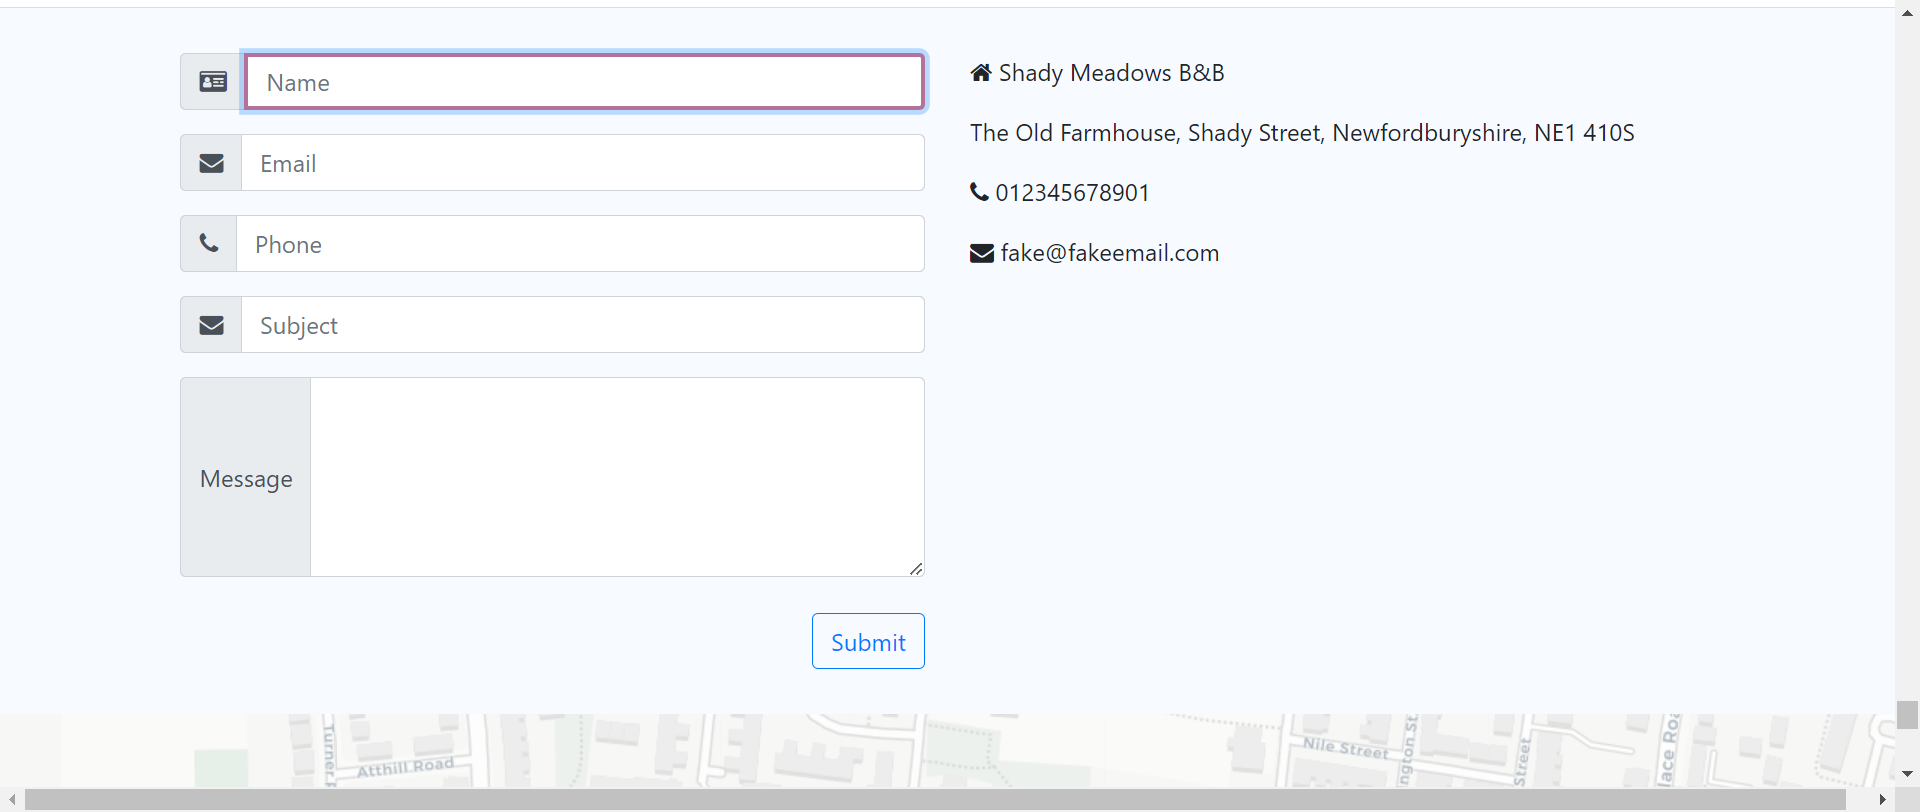 Name
Email
Phone
Subject
Message
Submit
Shady Meadows B&B
The Old Farmhouse, Shady Street, Newfordburyshire, NE1 410S
012345678901
fake@fakeemail.com
Turner
Atthill Road
Nile Street
ngton St.
Street
lace Roa